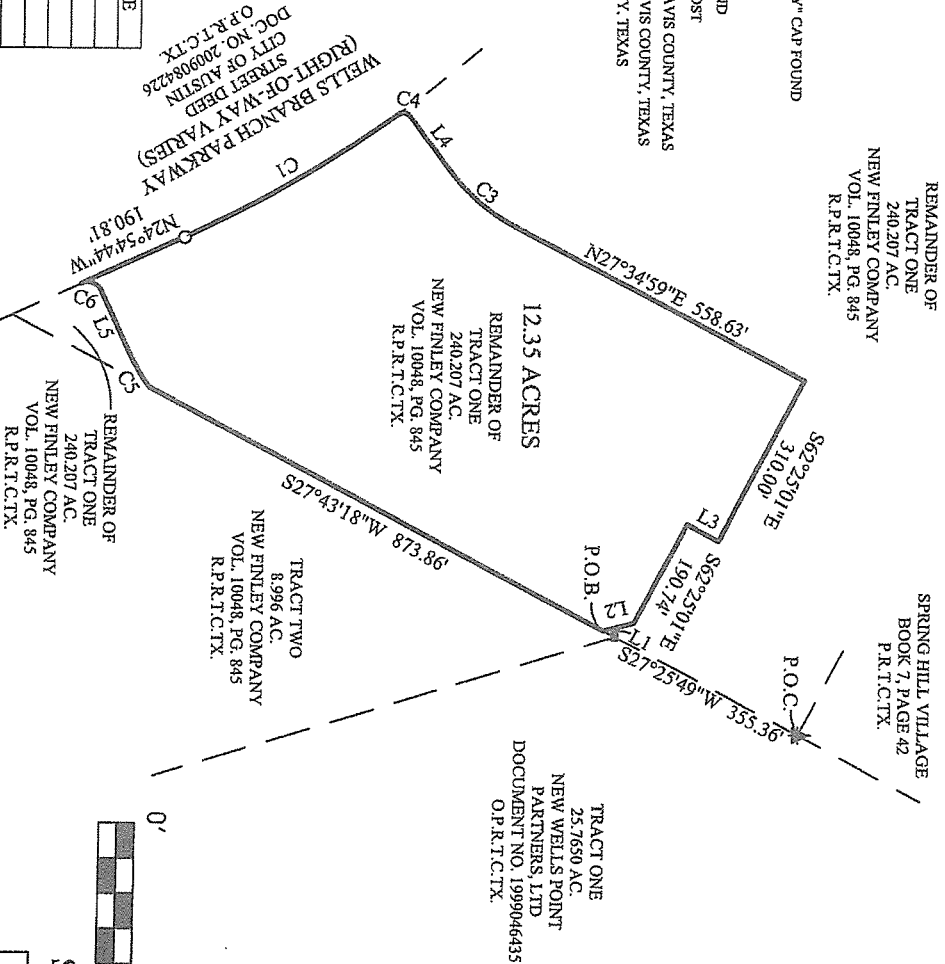 Y" CAP FOUND
ND
OST
AVIS COUNTY, TEXAS
VIS COUNTY, TEXAS
Y, TEXAS
E
REMAINDER OF
TRACT ONE
240.207 AC.
NEW FINLEY COMPANY
VOL. 10048, PG. 845
R.P.R.T.C.TX.
SPRING HILL VILLAGE
BOOK 7, PAGE 42
P.R.T.C.TX.
P.O.C.
S27°25'49"W 355.36'
L1
L2
P.O.B.
S62°25'01"E
190.74'
L3
S62°25'01"E
310.00'
N27°34'59"E 558.63'
C3
L4
C4
C1
WELLS BRANCH PARKWAY
(RIGHT-OF-WAY VARIES)
STREET DEED
CITY OF AUSTIN
DOC. NO. 2009084226
O.P.R.T.C.TX.
N24°54'44"W
190.81'
C6
L5
C5
12.35 ACRES
REMAINDER OF
TRACT ONE
240.207 AC.
NEW FINLEY COMPANY
VOL. 10048, PG. 845
R.P.R.T.C.TX.
S27°43'18"W 873.86'
REMAINDER OF
TRACT ONE
240.207 AC.
NEW FINLEY COMPANY
VOL. 10048, PG. 845
R.P.R.T.C.TX.
TRACT TWO
8.996 AC.
NEW FINLEY COMPANY
VOL. 10048, PG. 845
R.P.R.T.C.TX.
TRACT ONE
25.7650 AC.
NEW WELLS POINT
PARTNERS, LTD
DOCUMENT NO. 1999046435
O.P.R.T.C.TX.
0'